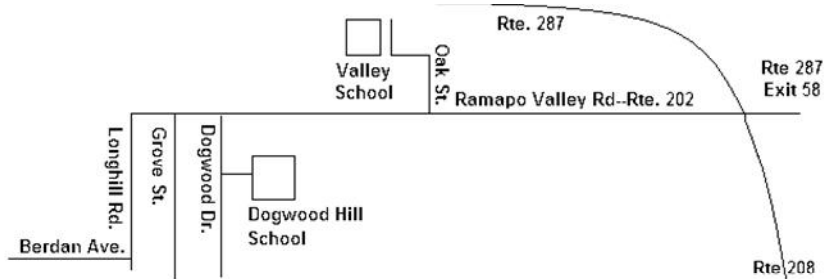 Rte. 287
Rte 287
Exit 58
Valley
School
Oak St.
Ramapo Valley Rd--Rte. 202
Longhill Rd.
Grove St.
Dogwood Dr.
Dogwood Hill
School
Berdan Ave.
Rte 208